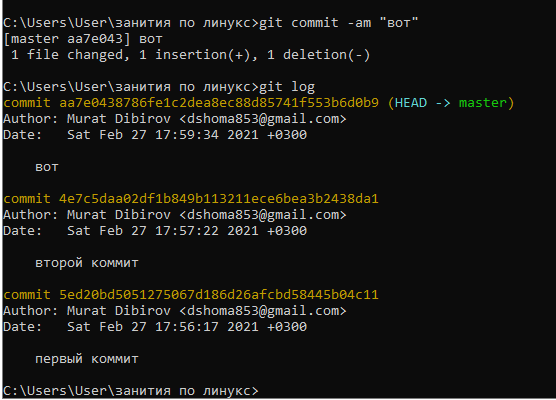 C:\Users\User\занития по линукс>git commit -am "вот"
[master aa7e043] вот
 1 file changed, 1 insertion(+), 1 deletion(-)
C:\Users\User\занития по линукс>git log
commit aa7e0438786fe1c2dea8ec88d85741f553b6d0b9 (HEAD -> master)
Author: Murat Dibirov <dshoma853@gmail.com>
Date:   Sat Feb 27 17:59:34 2021 +0300
    вот
commit 4e7c5daa02df1b849b113211ece6bea3b2438da1
Author: Murat Dibirov <dshoma853@gmail.com>
Date:   Sat Feb 27 17:57:22 2021 +0300
    второй коммит
commit 5ed20bd5051275067d186d26afcbd58445b04c11
Author: Murat Dibirov <dshoma853@gmail.com>
Date:   Sat Feb 27 17:56:17 2021 +0300
    первый коммит
C:\Users\User\занития по линукс>